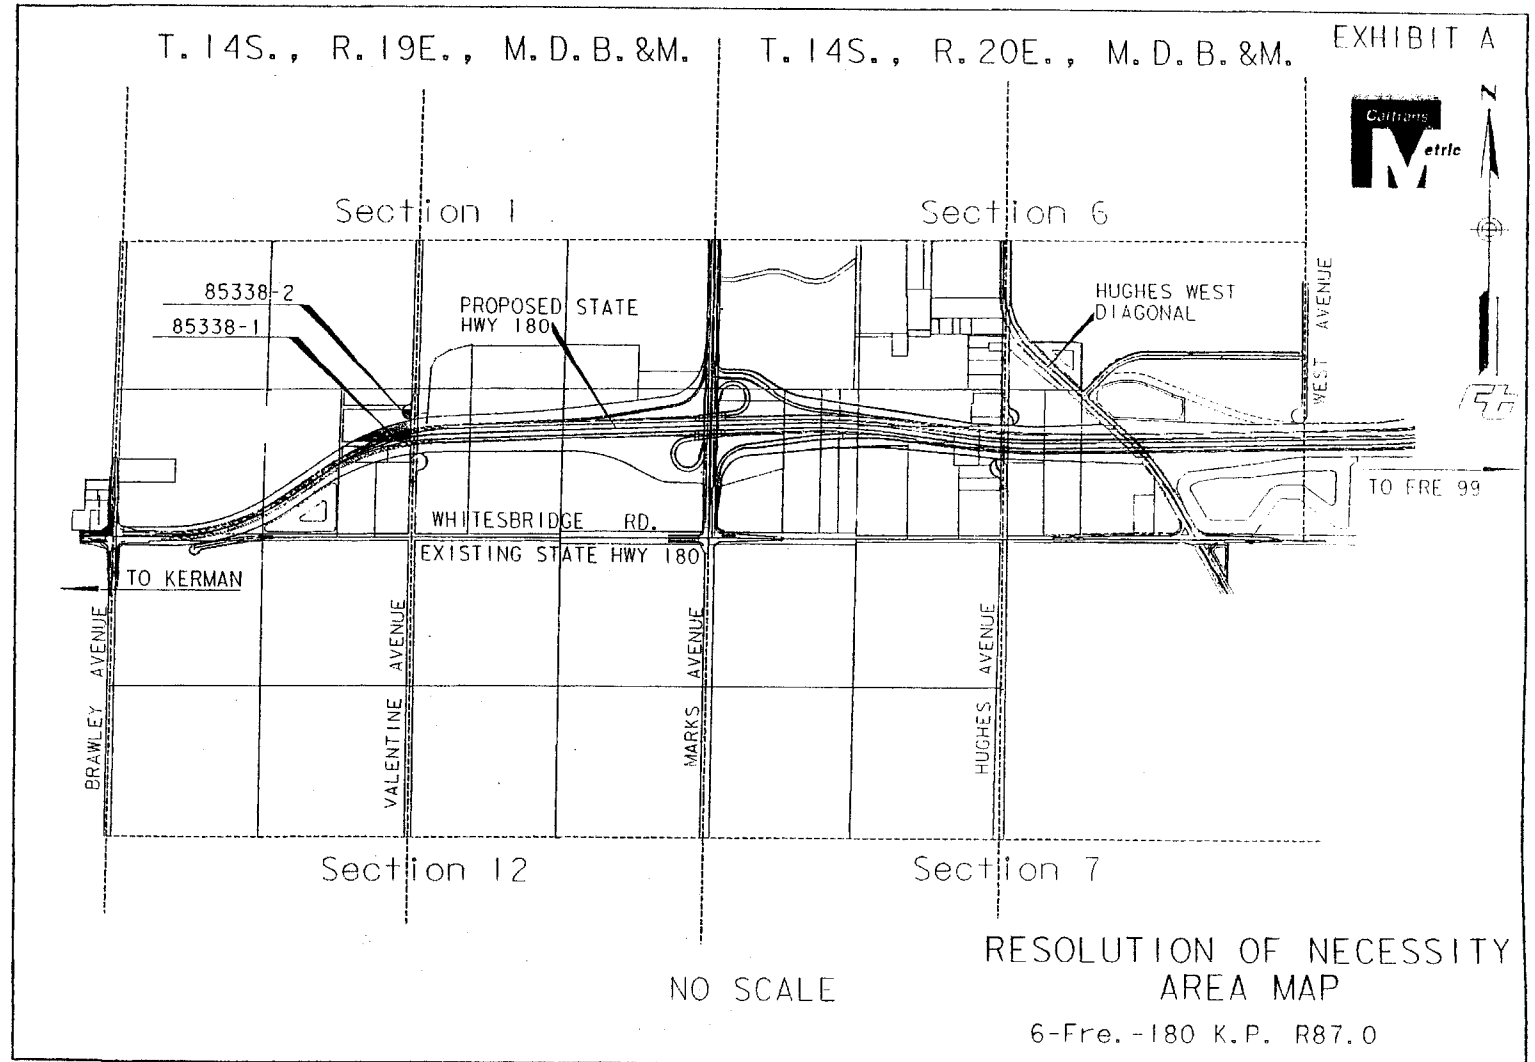 EXHIBIT A
T. 14S., R. 19E., M.D.B.&M.
T. 14S., R. 20E., M.D.B.&M.
N
Caltrans
Metric
Section 1
Section 6
85338-2
85338-1
PROPOSED STATE
HWY 180
HUGHES WEST
DIAGONAL
WEST AVENUE
TO FRE 99
WHITESBRIDGE RD.
EXISTING STATE HWY 180
TO KERMAN
BRAWLEY AVENUE
VALENTINE AVENUE
MARKS AVENUE
HUGHES AVENUE
Section 12
Section 7
RESOLUTION OF NECESSITY
AREA MAP
NO SCALE
6-Fre.-180 K.P. R87.0